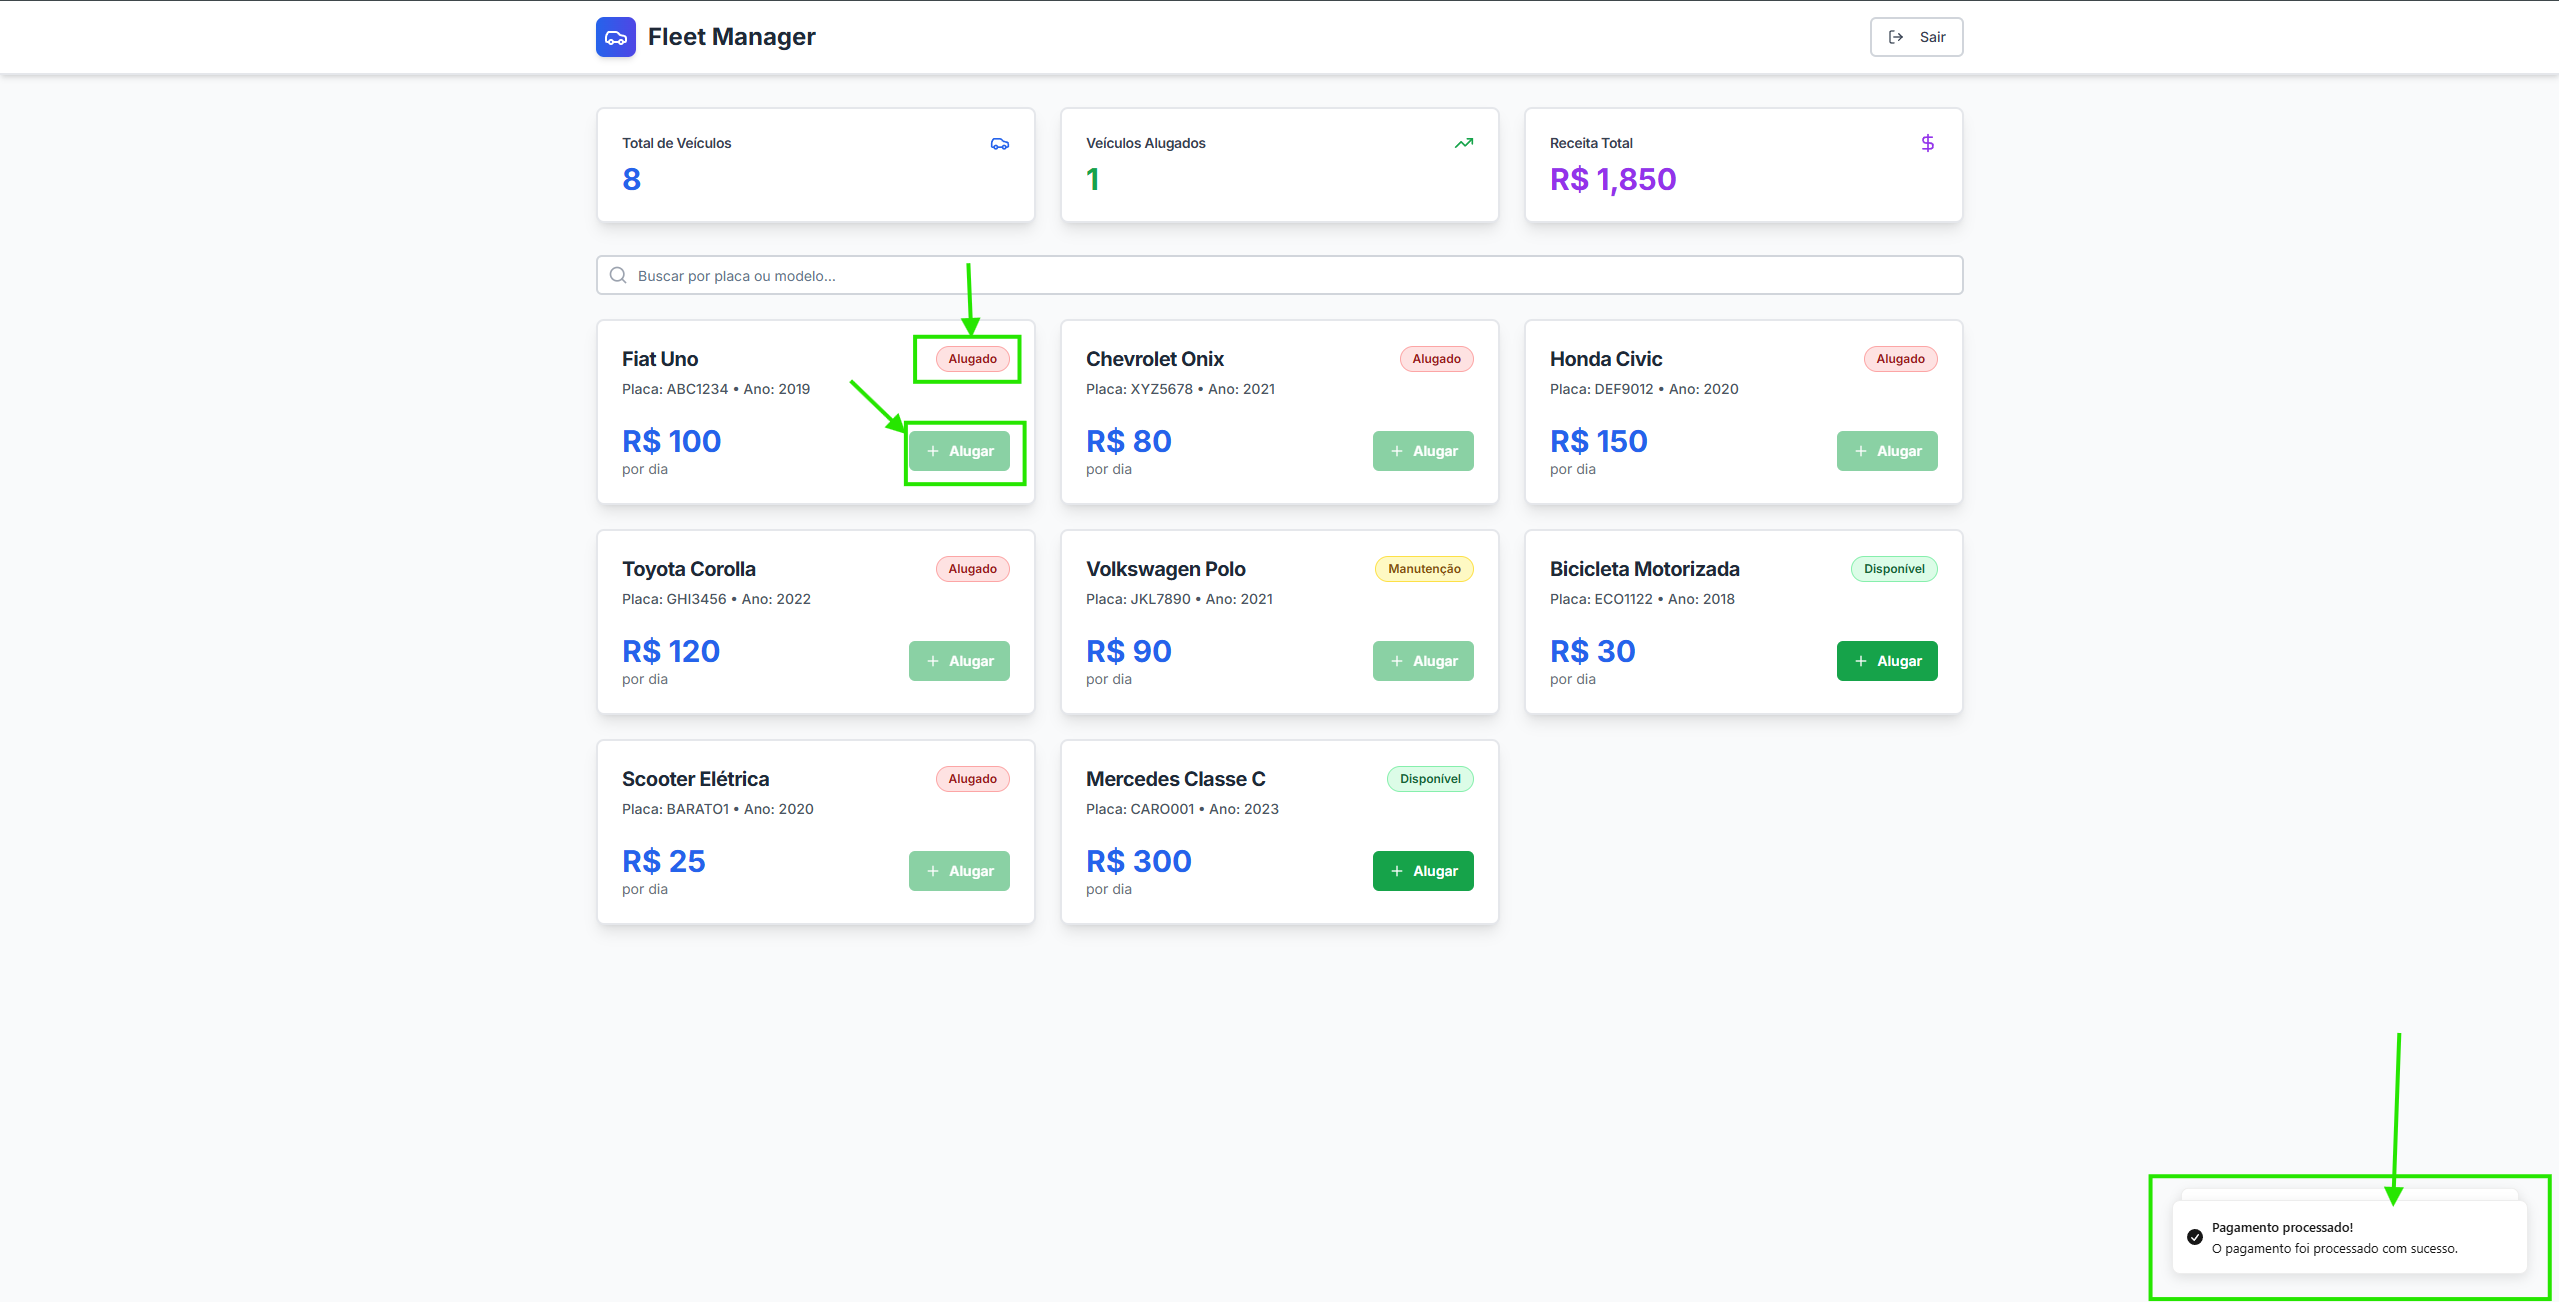 Fleet Manager
Sair
Total de Veículos
8
Veículos Alugados
1
Receita Total
R$ 1,850
Buscar por placa ou modelo...
Fiat Uno
Alugado
Placa: ABC1234 • Ano: 2019
R$ 100
por dia
+ Alugar
Chevrolet Onix
Alugado
Placa: XYZ5678 • Ano: 2021
R$ 80
por dia
+ Alugar
Honda Civic
Alugado
Placa: DEF9012 • Ano: 2020
R$ 150
por dia
+ Alugar
Toyota Corolla
Alugado
Placa: GHI3456 • Ano: 2022
R$ 120
por dia
+ Alugar
Volkswagen Polo
Manutenção
Placa: JKL7890 • Ano: 2021
R$ 90
por dia
+ Alugar
Bicicleta Motorizada
Disponível
Placa: ECO1122 • Ano: 2018
R$ 30
por dia
+ Alugar
Scooter Elétrica
Alugado
Placa: BARATO1 • Ano: 2020
R$ 25
por dia
+ Alugar
Mercedes Classe C
Disponível
Placa: CARO001 • Ano: 2023
R$ 300
por dia
+ Alugar
Pagamento processado!
O pagamento foi processado com sucesso.